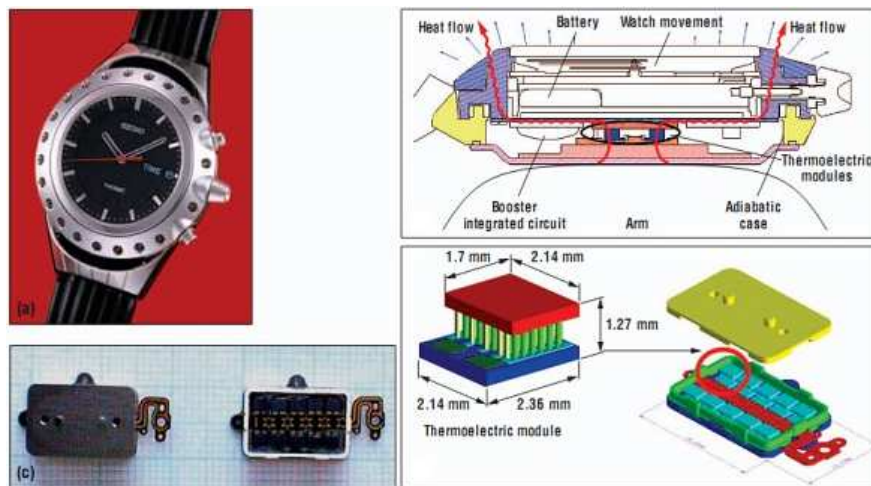 SEIKO
THERMIC
(a)
Heat flow
Battery
Watch movement
Heat flow
Thermoelectric
modules
Booster
integrated circuit
Arm
Adiabatic
case
(c)
1.7 mm
2.14 mm
1.27 mm
2.14 mm
2.36 mm
Thermoelectric module